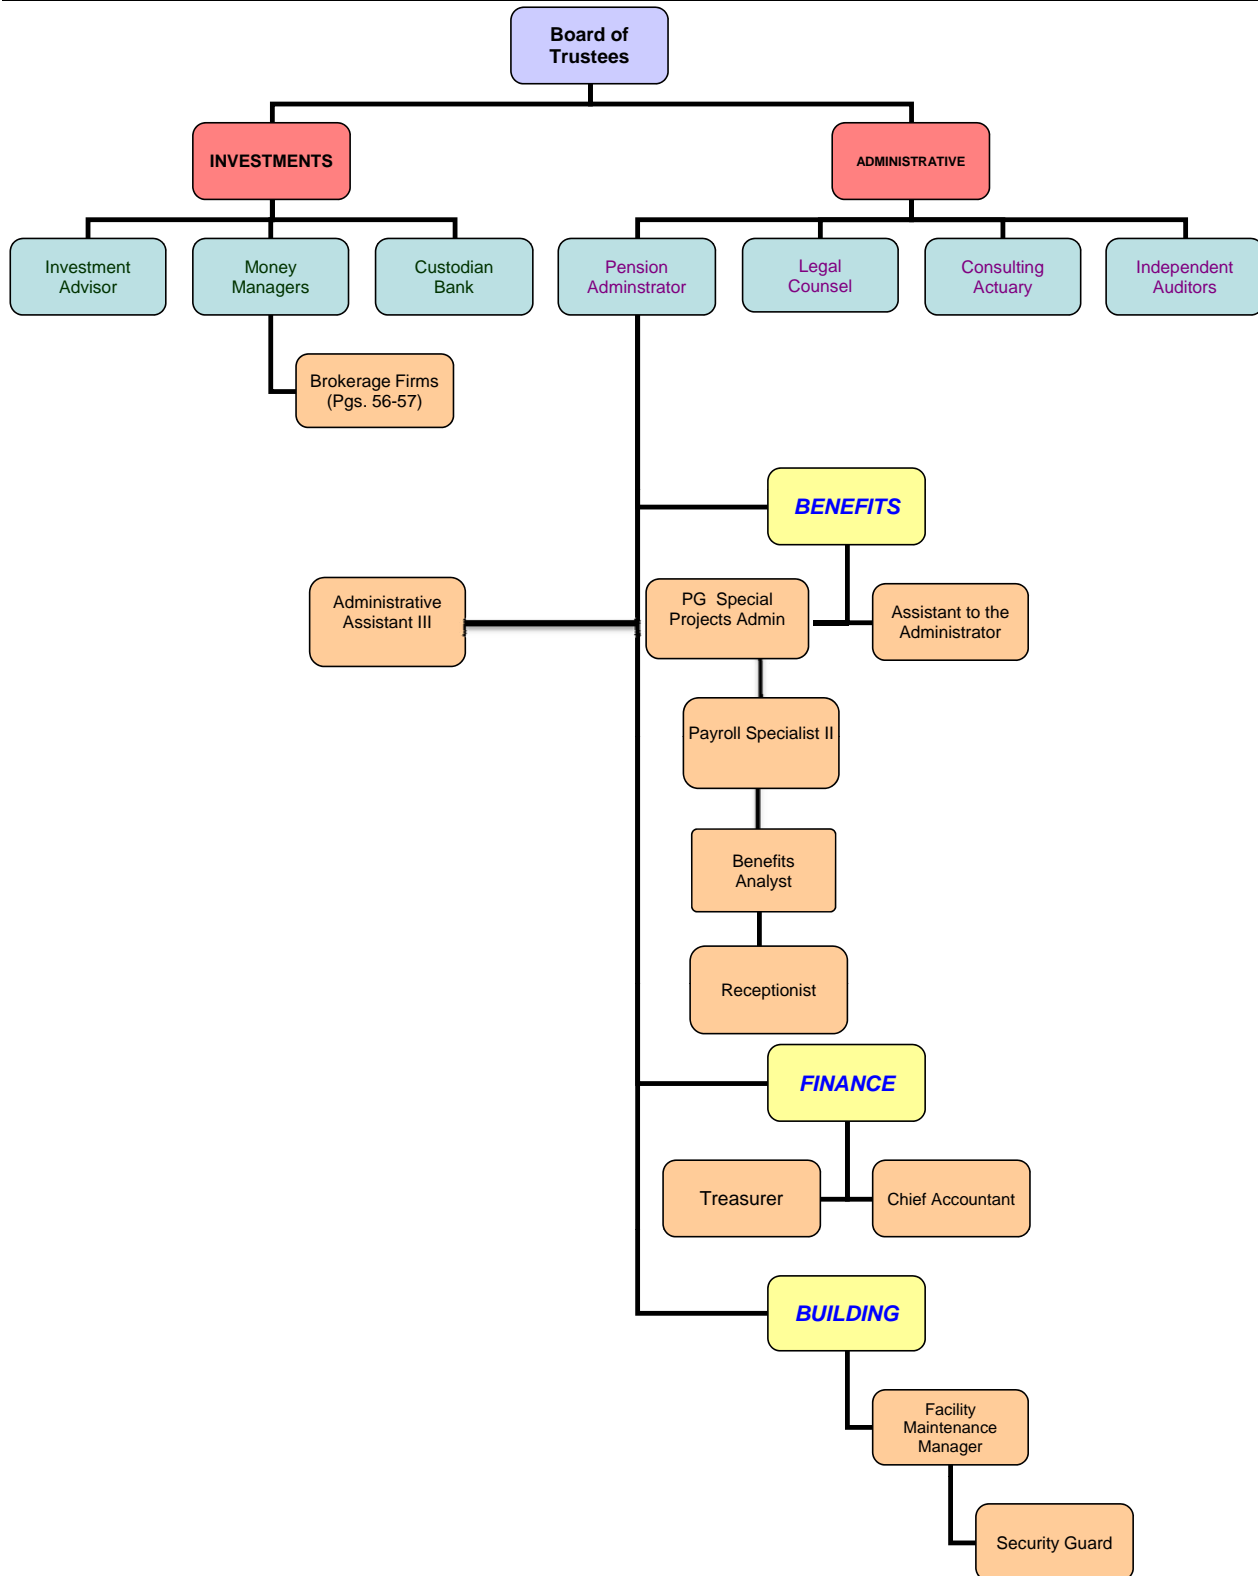 Board of
Trustees
INVESTMENTS
ADMINISTRATIVE
Investment
Advisor
Money
Managers
Custodian
Bank
Pension
Adminstrator
Legal
Counsel
Consulting
Actuary
Independent
Auditors
Brokerage Firms
(Pgs. 56-57)
BENEFITS
Administrative
Assistant III
PG  Special
Projects Admin
Assistant to the
Administrator
Payroll Specialist II
Benefits
Analyst
Receptionist
FINANCE
Treasurer
Chief Accountant
BUILDING
Facility
Maintenance
Manager
Security Guard